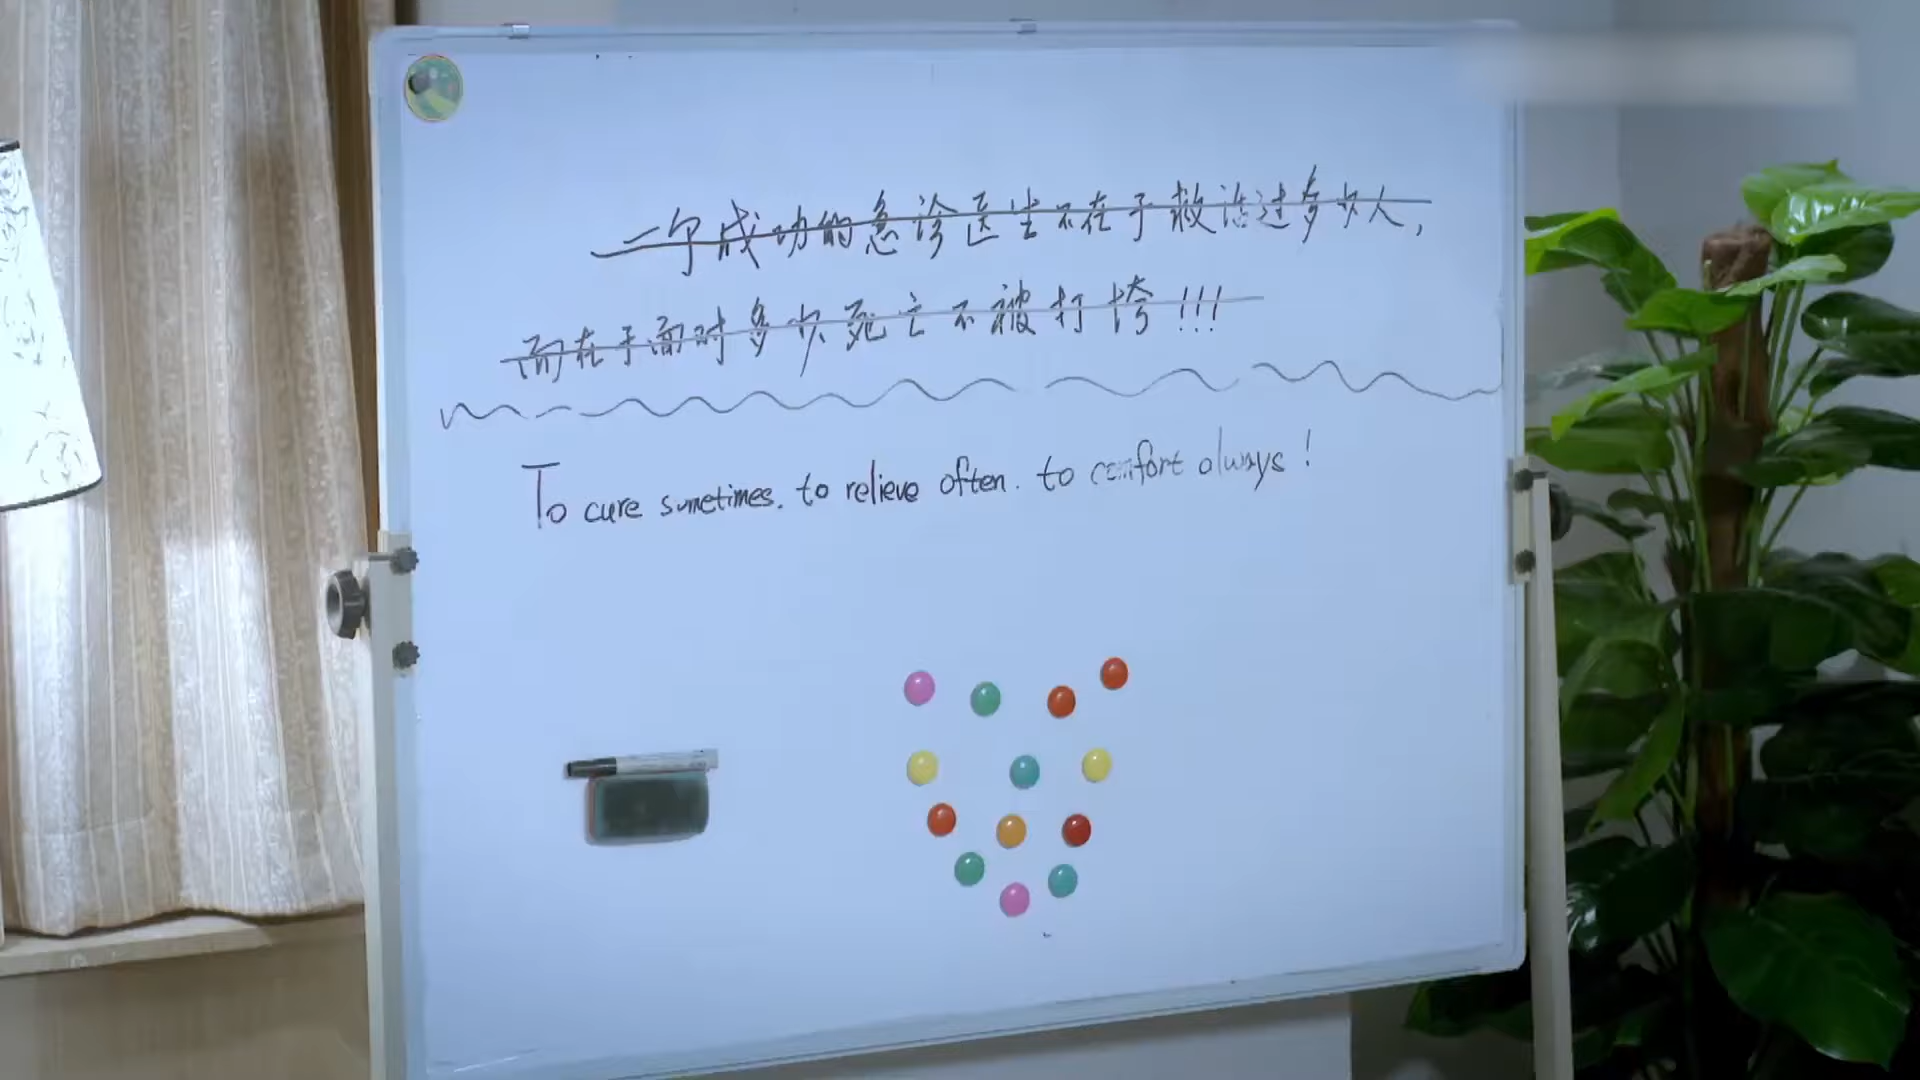 一个成功的急诊医生不在于救活过多少人，
而在于面对多少死亡不被打垮!!!
To cure sometimes. to relieve often. to comfort always!